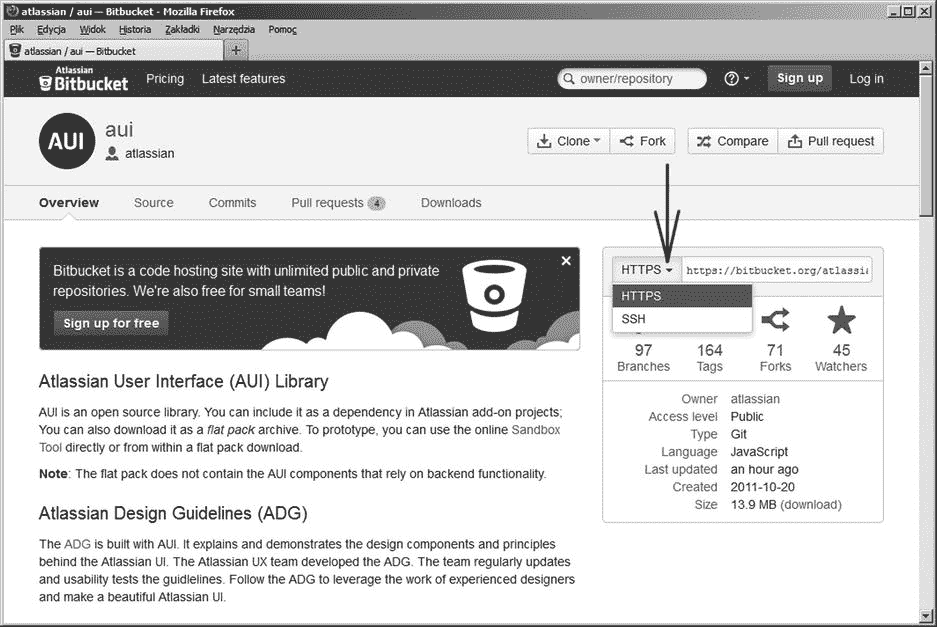 atlassian / aui — Bitbucket - Mozilla Firefox
Plik Edycja Widok Historia Zakładki Narzędzia Pomoc
atlassian / aui — Bitbucket
+
Atlassian
Bitbucket Pricing Latest features owner/repository Sign up Log in
AUI
aui
atlassian
Clone Fork Compare Pull request
Overview Source Commits Pull requests 4 Downloads
Bitbucket is a code hosting site with unlimited public and private
repositories. We're also free for small teams!
Sign up for free
HTTPS https://bitbucket.org/atlassia
HTTPS
SSH
97 164 71 45
Branches Tags Forks Watchers
Owner atlassian
Access level Public
Type Git
Language JavaScript
Last updated an hour ago
Created 2011-10-20
Size 13.9 MB (download)
Atlassian User Interface (AUI) Library
AUI is an open source library. You can include it as a dependency in Atlassian add-on projects;
You can also download it as a flat pack archive. To prototype, you can use the online Sandbox
Tool directly or from within a flat pack download.
Note: The flat pack does not contain the AUI components that rely on backend functionality.
Atlassian Design Guidelines (ADG)
The ADG is built with AUI. It explains and demonstrates the design components and principles
behind the Atlassian UI. The Atlassian UX team developed the ADG. The team regularly updates
and usability tests the guidlelines. Follow the ADG to leverage the work of experienced designers
and make a beautiful Atlassian UI.